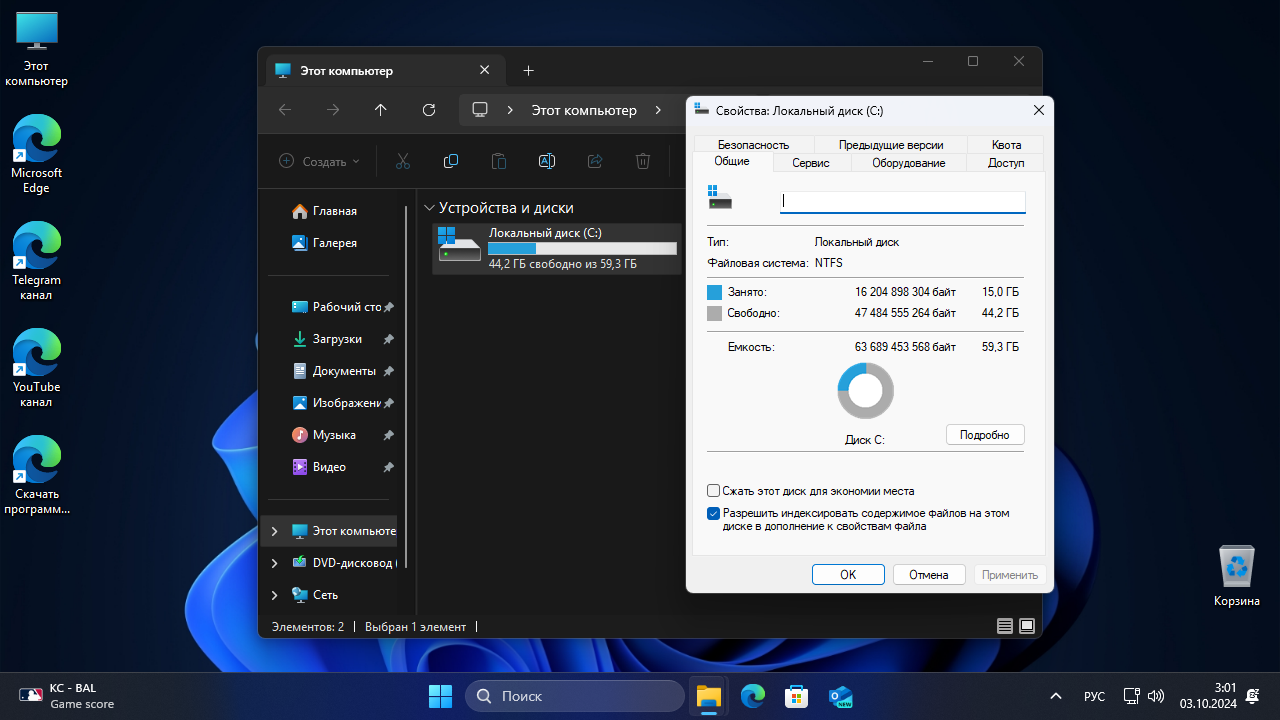 Этот
компьютер
Microsoft
Edge
Telegram
канал
YouTube
канал
Скачать
программ...
Этот компьютер
Этот компьютер
Создать
Главная
Галерея
Рабочий сто
Загрузки
Документы
Изображени
Музыка
Видео
Этот компьюте
DVD-дисковод (
Сеть
Устройства и диски
Локальный диск (C:)
44,2 ГБ свободно из 59,3 ГБ
Элементов: 2
Выбран 1 элемент
Свойства: Локальный диск (C:)
Безопасность Предыдущие версии Квота
Общие Сервис Оборудование Доступ
Тип: Локальный диск
Файловая система: NTFS
Занято: 16 204 898 304 байт 15,0 ГБ
Свободно: 47 484 555 264 байт 44,2 ГБ
Емкость: 63 689 453 568 байт 59,3 ГБ
Диск C:
Подробно
Сжать этот диск для экономии места
Разрешить индексировать содержимое файлов на этом
диске в дополнение к свойствам файла
OK Отмена Применить
Корзина
KC - BAL
Game score
Поиск
NEW
РУС
3:01
03.10.2024